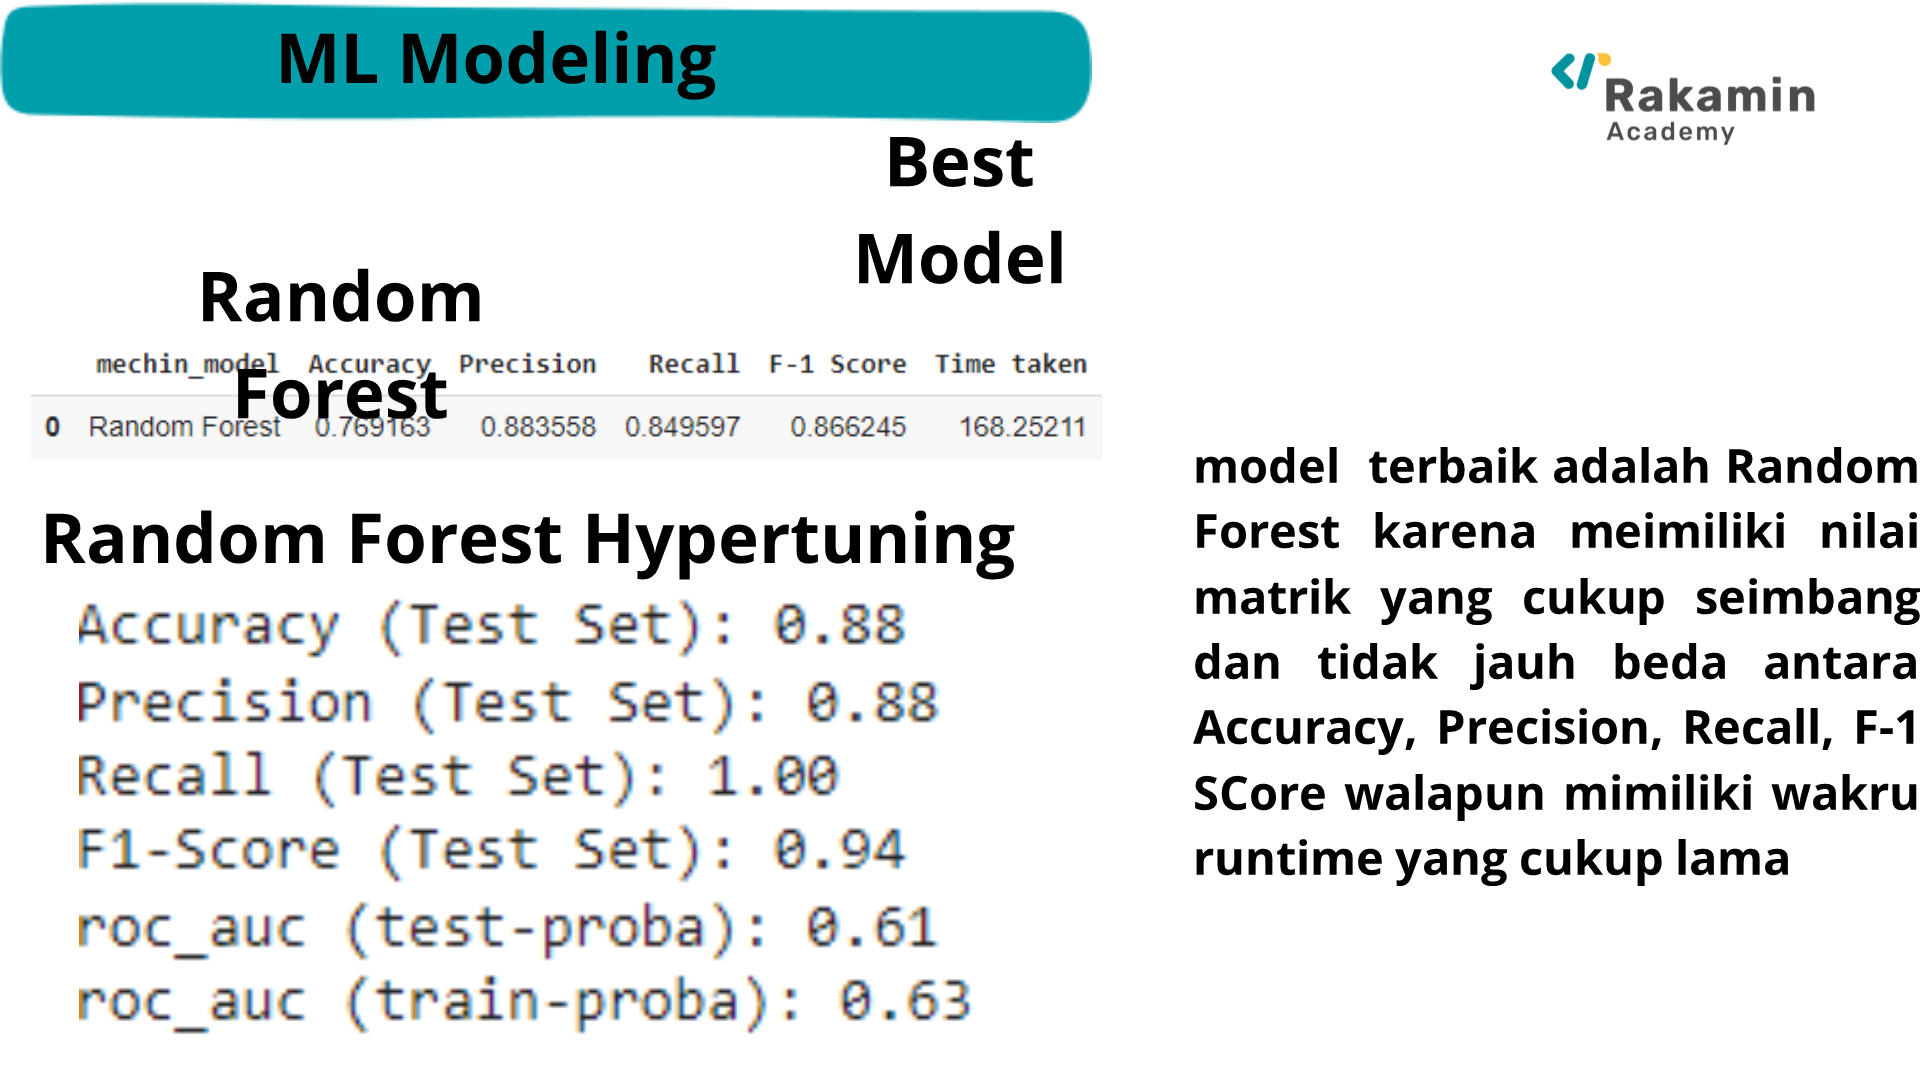 ML Modeling
Rakamin
Academy
Best
Model
Random
Forest
mechin_model Accuracy Precision Recall F-1 Score Time taken
0 Random Forest 0.769163 0.883558 0.849597 0.866245 168.25211
Random Forest Hypertuning
Accuracy (Test Set): 0.88
Precision (Test Set): 0.88
Recall (Test Set): 1.00
F1-Score (Test Set): 0.94
roc_auc (test-proba): 0.61
roc_auc (train-proba): 0.63
model terbaik adalah Random
Forest karena meimiliki nilai
matrik yang cukup seimbang
dan tidak jauh beda antara
Accuracy, Precision, Recall, F-1
SCore walapun mimiliki wakru
runtime yang cukup lama